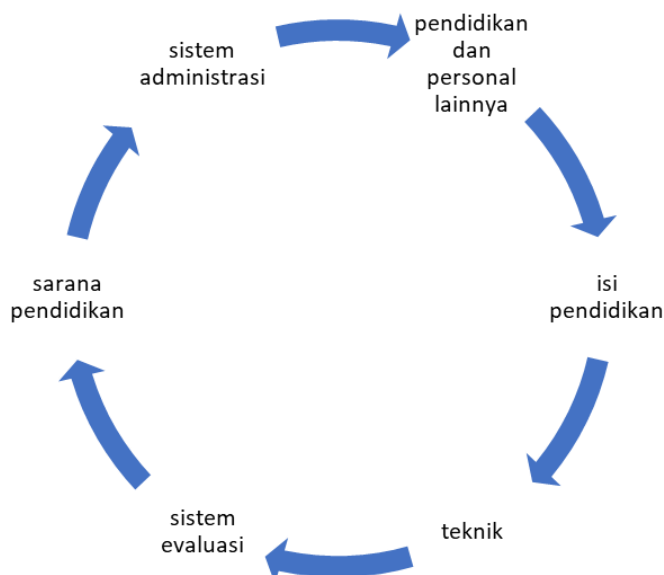 sistem
administrasi
pendidikan
dan
personal
lainnya
isi
pendidikan
teknik
sistem
evaluasi
sarana
pendidikan